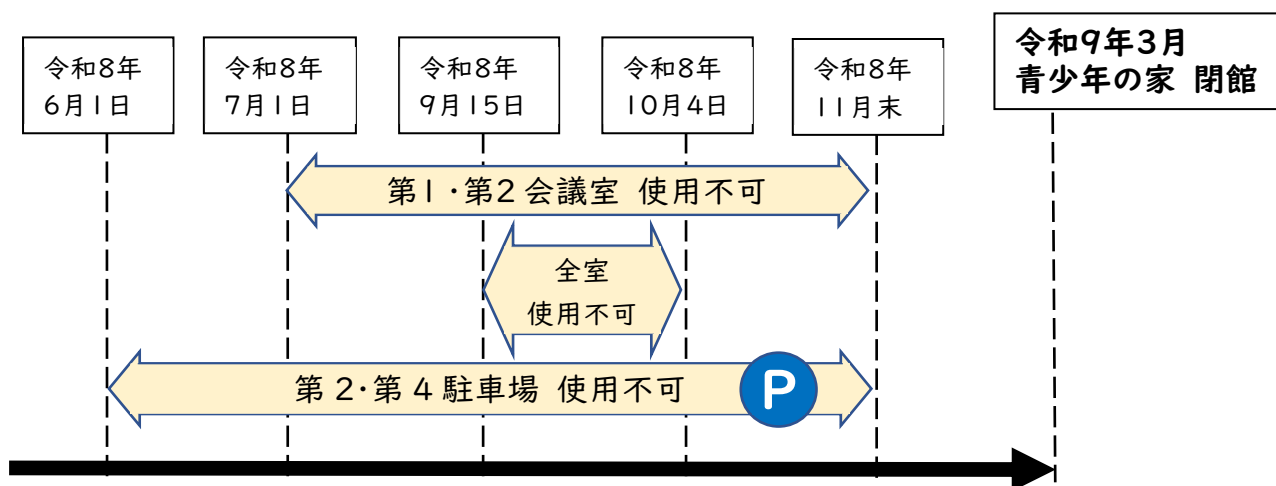 令和8年
6月1日
令和8年
7月1日
令和8年
9月15日
令和8年
10月4日
令和8年
11月末
令和9年3月
青少年の家 閉館
第1・第2会議室 使用不可
全室
使用不可
第2・第4駐車場 使用不可
P